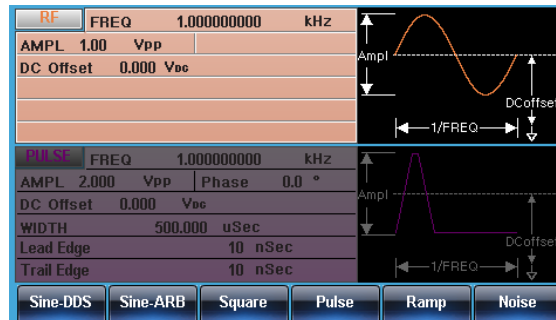 RF FREQ 1.000000000 kHz
AMPL 1.00 Vpp
DC Offset 0.000 VDC
Ampl
DCoffset
1/FREQ
PULSE FREQ 1.000000000 kHz
AMPL 2.000 Vpp Phase 0.0 °
DC Offset 0.000 VDC
WIDTH 500.000 uSec
Lead Edge 10 nSec
Trail Edge 10 nSec
Ampl
DCoffset
1/FREQ
Sine-DDS Sine-ARB Square Pulse Ramp Noise